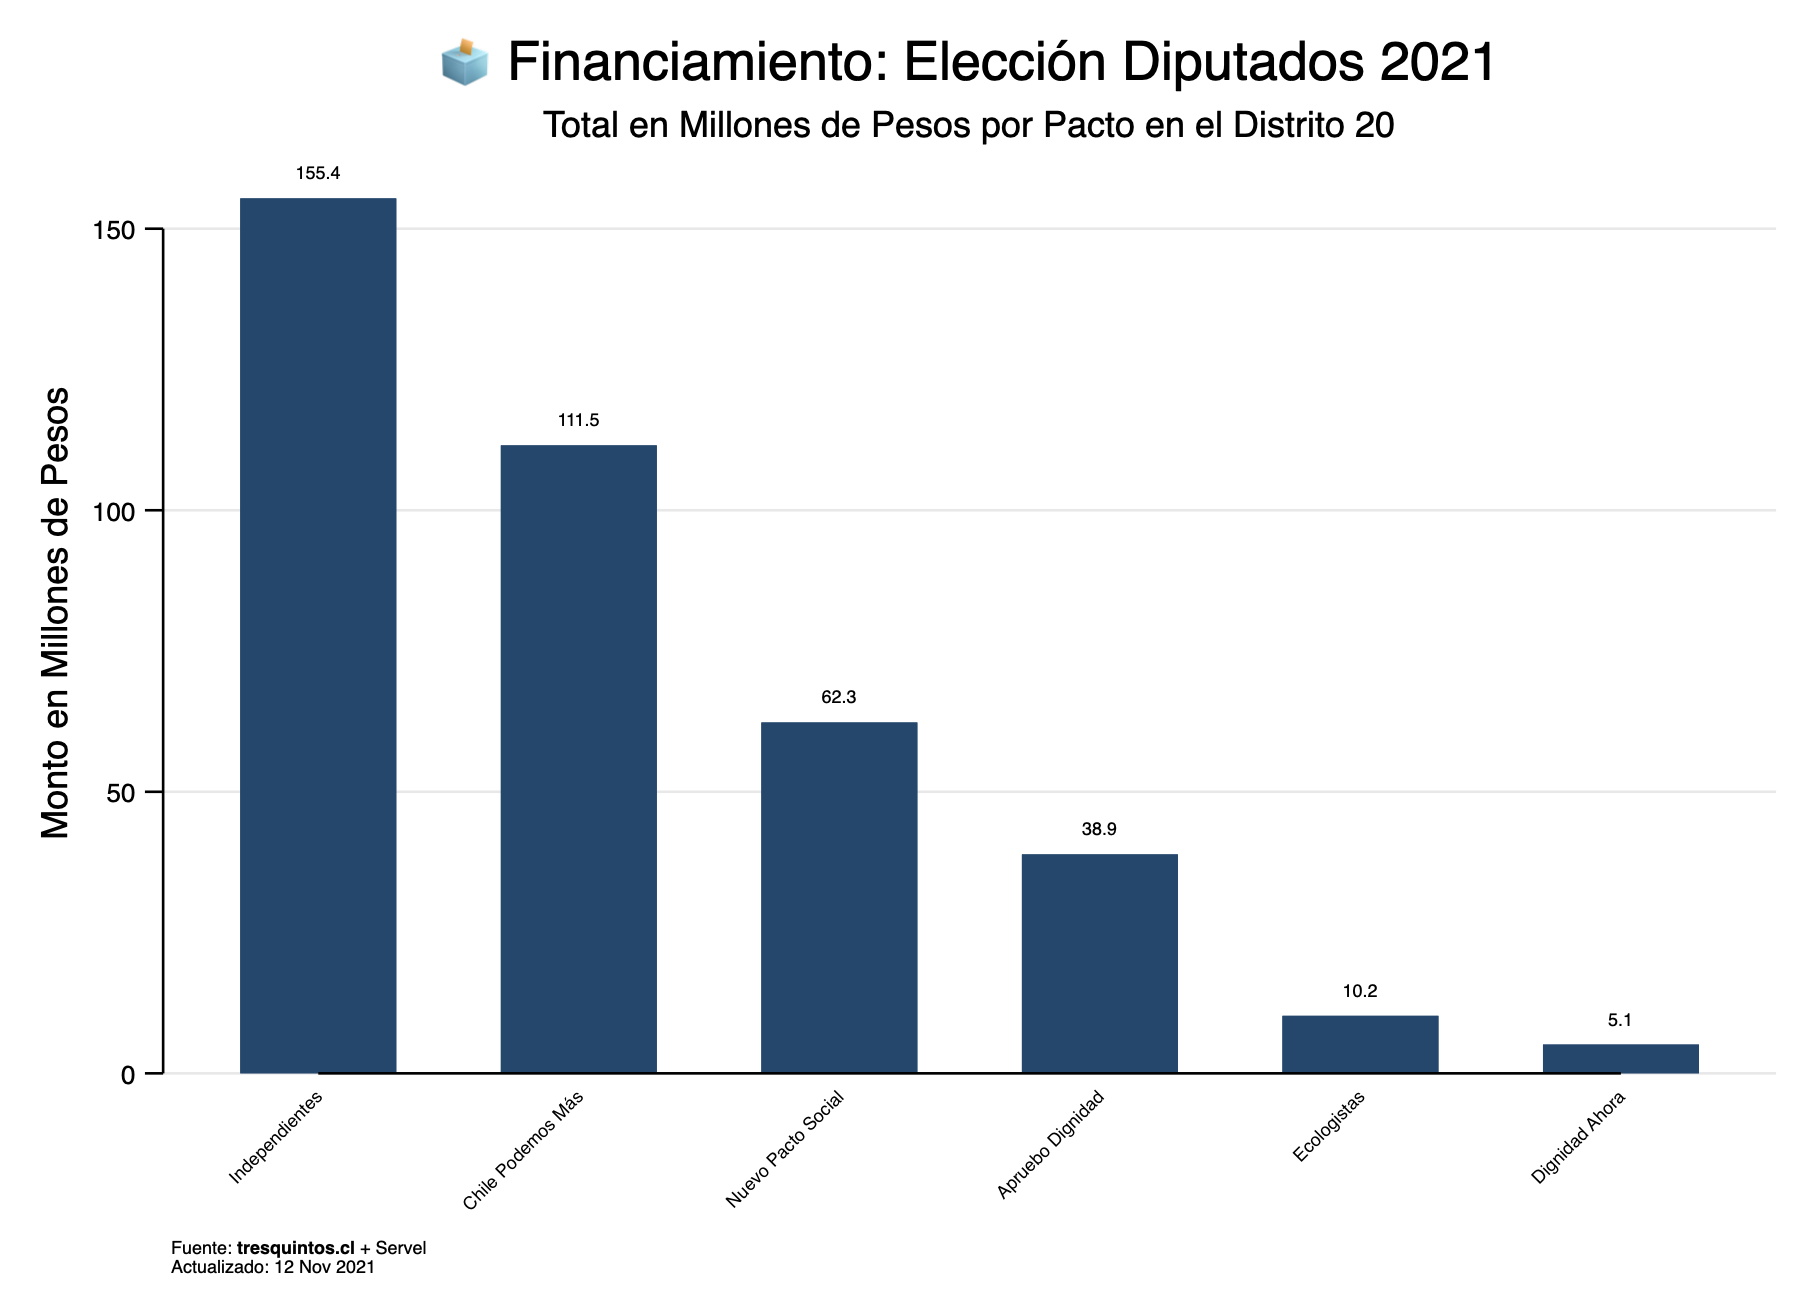 Financiamiento: Elección Diputados 2021
Total en Millones de Pesos por Pacto en el Distrito 20
Monto en Millones de Pesos
150
100
50
0
155.4
111.5
62.3
38.9
10.2
5.1
Independientes
Chile Podemos Más
Nuevo Pacto Social
Apruebo Dignidad
Ecologistas
Dignidad Ahora
Fuente: tresquintos.cl + Servel
Actualizado: 12 Nov 2021